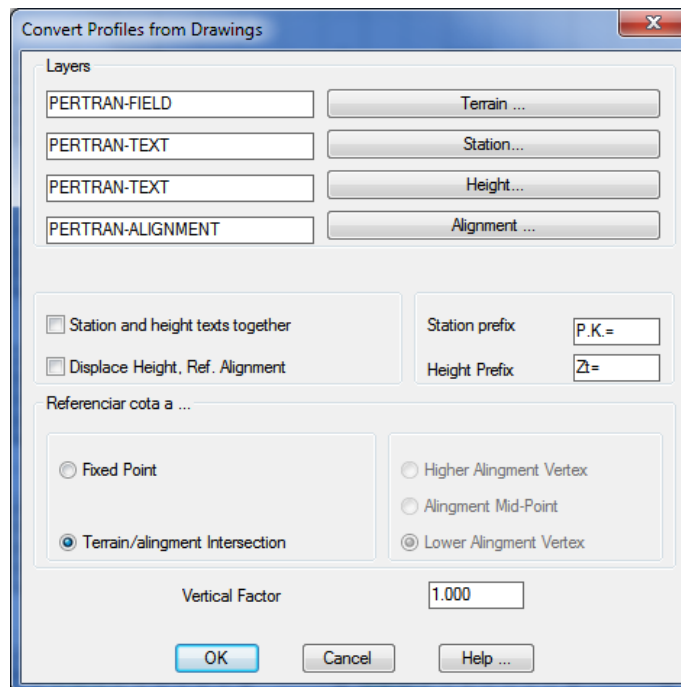 Convert Profiles from Drawings
Layers
PERTRAN-FIELD Terrain ...
PERTRAN-TEXT Station...
PERTRAN-TEXT Height...
PERTRAN-ALIGNMENT Alignment ...
Station and height texts together
Displace Height, Ref. Alignment
Station prefix P.K.=
Height Prefix Zt=
Referenciar cota a ...
Fixed Point
Terrain/alingment Intersection
Higher Alingment Vertex
Alingment Mid-Point
Lower Alingment Vertex
Vertical Factor 1.000
OK Cancel Help ...